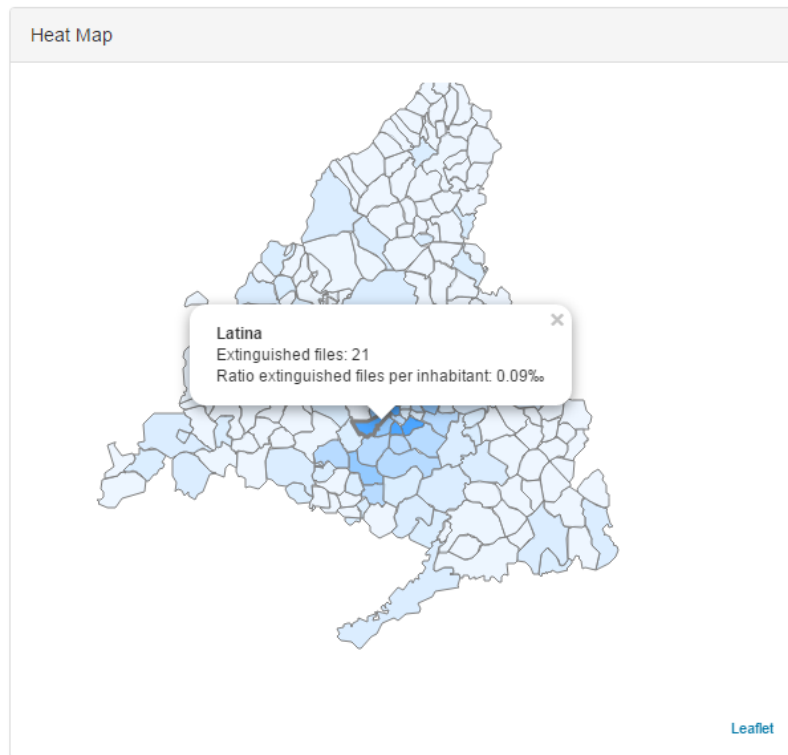 Heat Map
×
Latina
Extinguished files: 21
Ratio extinguished files per inhabitant: 0.09‰
Leaflet